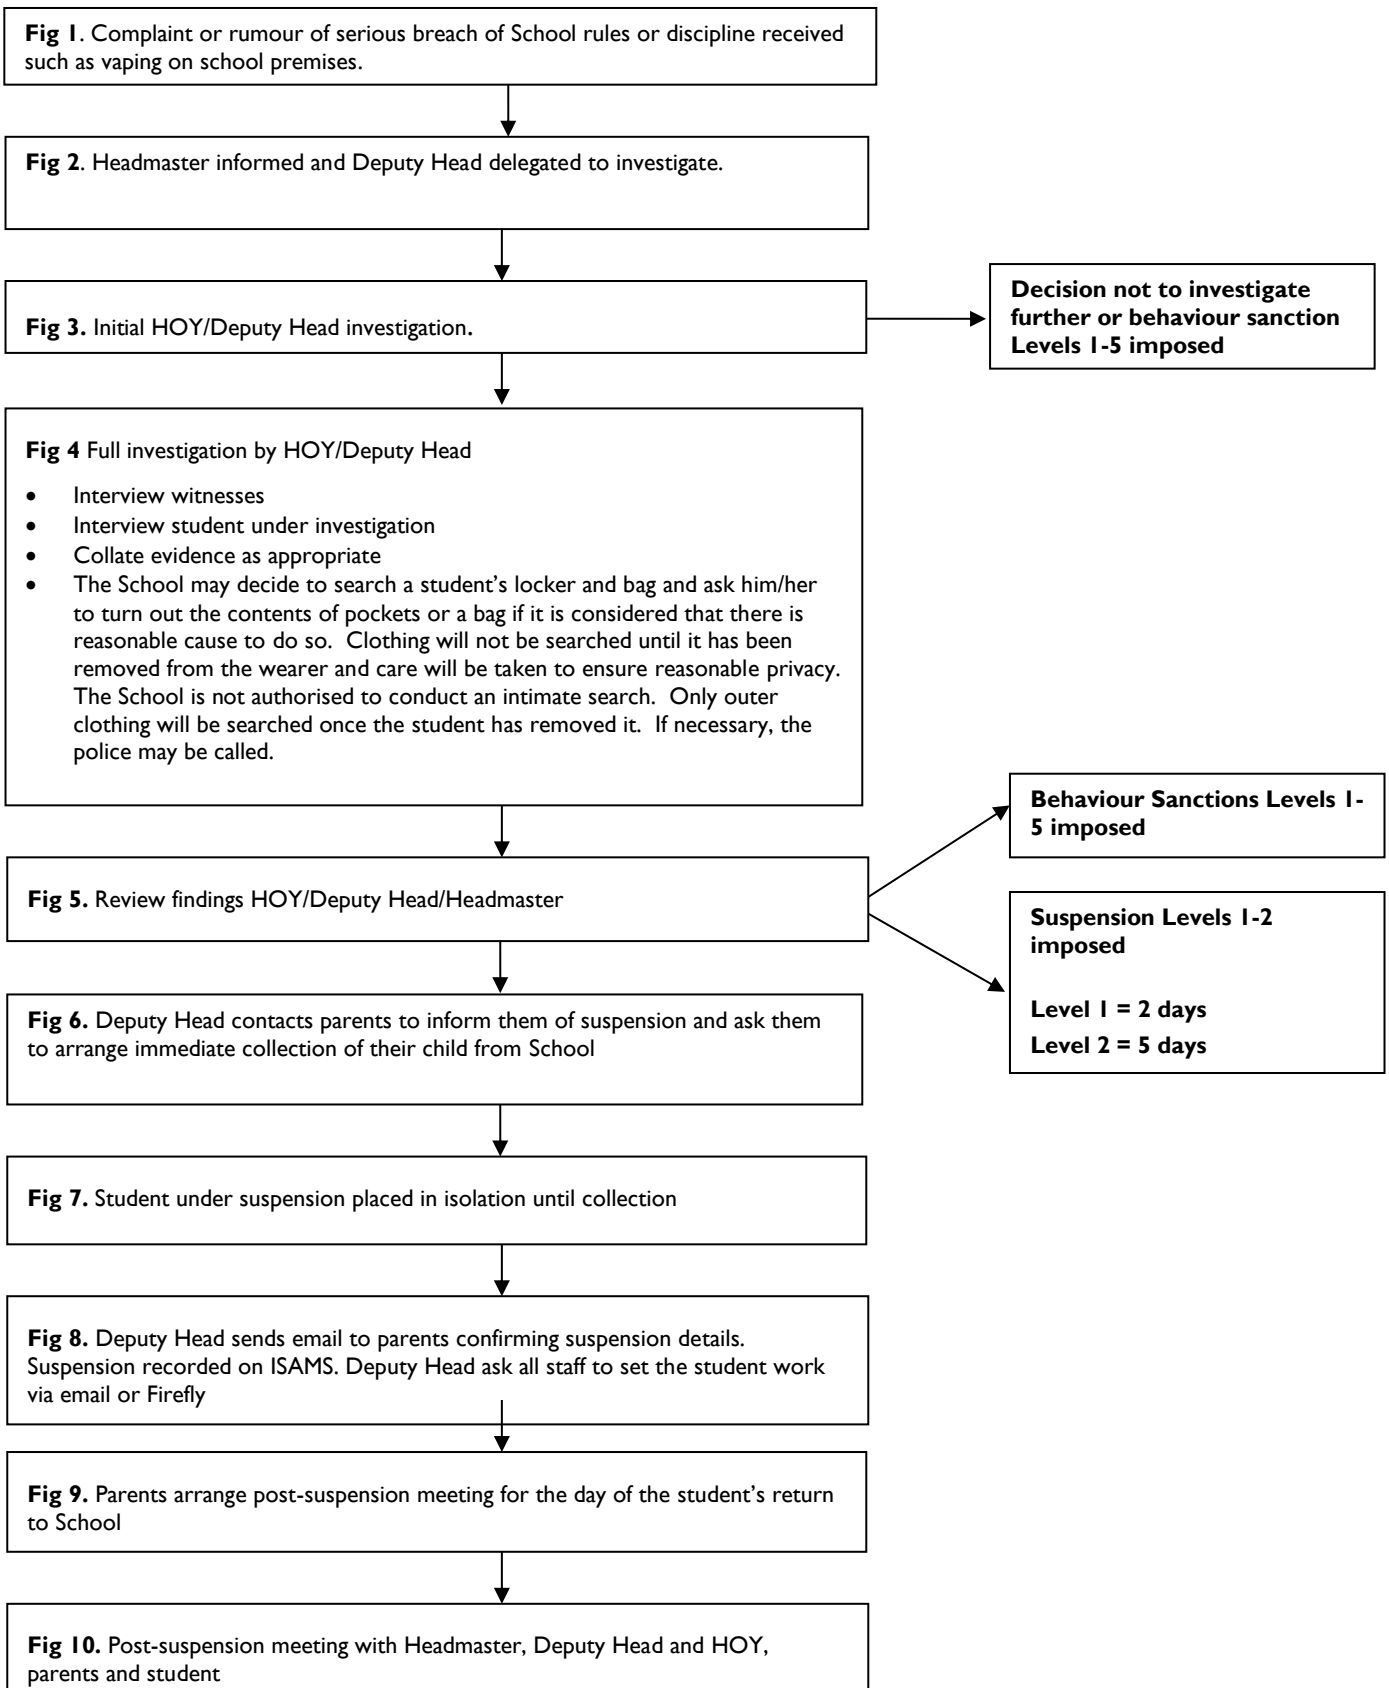 Fig 1. Complaint or rumour of serious breach of School rules or discipline received
such as vaping on school premises.
Fig 2. Headmaster informed and Deputy Head delegated to investigate.
Fig 3. Initial HOY/Deputy Head investigation.
Decision not to investigate
further or behaviour sanction
Levels 1-5 imposed
Fig 4 Full investigation by HOY/Deputy Head
• Interview witnesses
• Interview student under investigation
• Collate evidence as appropriate
• The School may decide to search a student’s locker and bag and ask him/her
to turn out the contents of pockets or a bag if it is considered that there is
reasonable cause to do so. Clothing will not be searched until it has been
removed from the wearer and care will be taken to ensure reasonable privacy.
The School is not authorised to conduct an intimate search. Only outer
clothing will be searched once the student has removed it. If necessary, the
police may be called.
Behaviour Sanctions Levels 1-
5 imposed
Fig 5. Review findings HOY/Deputy Head/Headmaster
Suspension Levels 1-2
imposed
Level 1 = 2 days
Level 2 = 5 days
Fig 6. Deputy Head contacts parents to inform them of suspension and ask them
to arrange immediate collection of their child from School
Fig 7. Student under suspension placed in isolation until collection
Fig 8. Deputy Head sends email to parents confirming suspension details.
Suspension recorded on ISAMS. Deputy Head ask all staff to set the student work
via email or Firefly
Fig 9. Parents arrange post-suspension meeting for the day of the student’s return
to School
Fig 10. Post-suspension meeting with Headmaster, Deputy Head and HOY,
parents and student